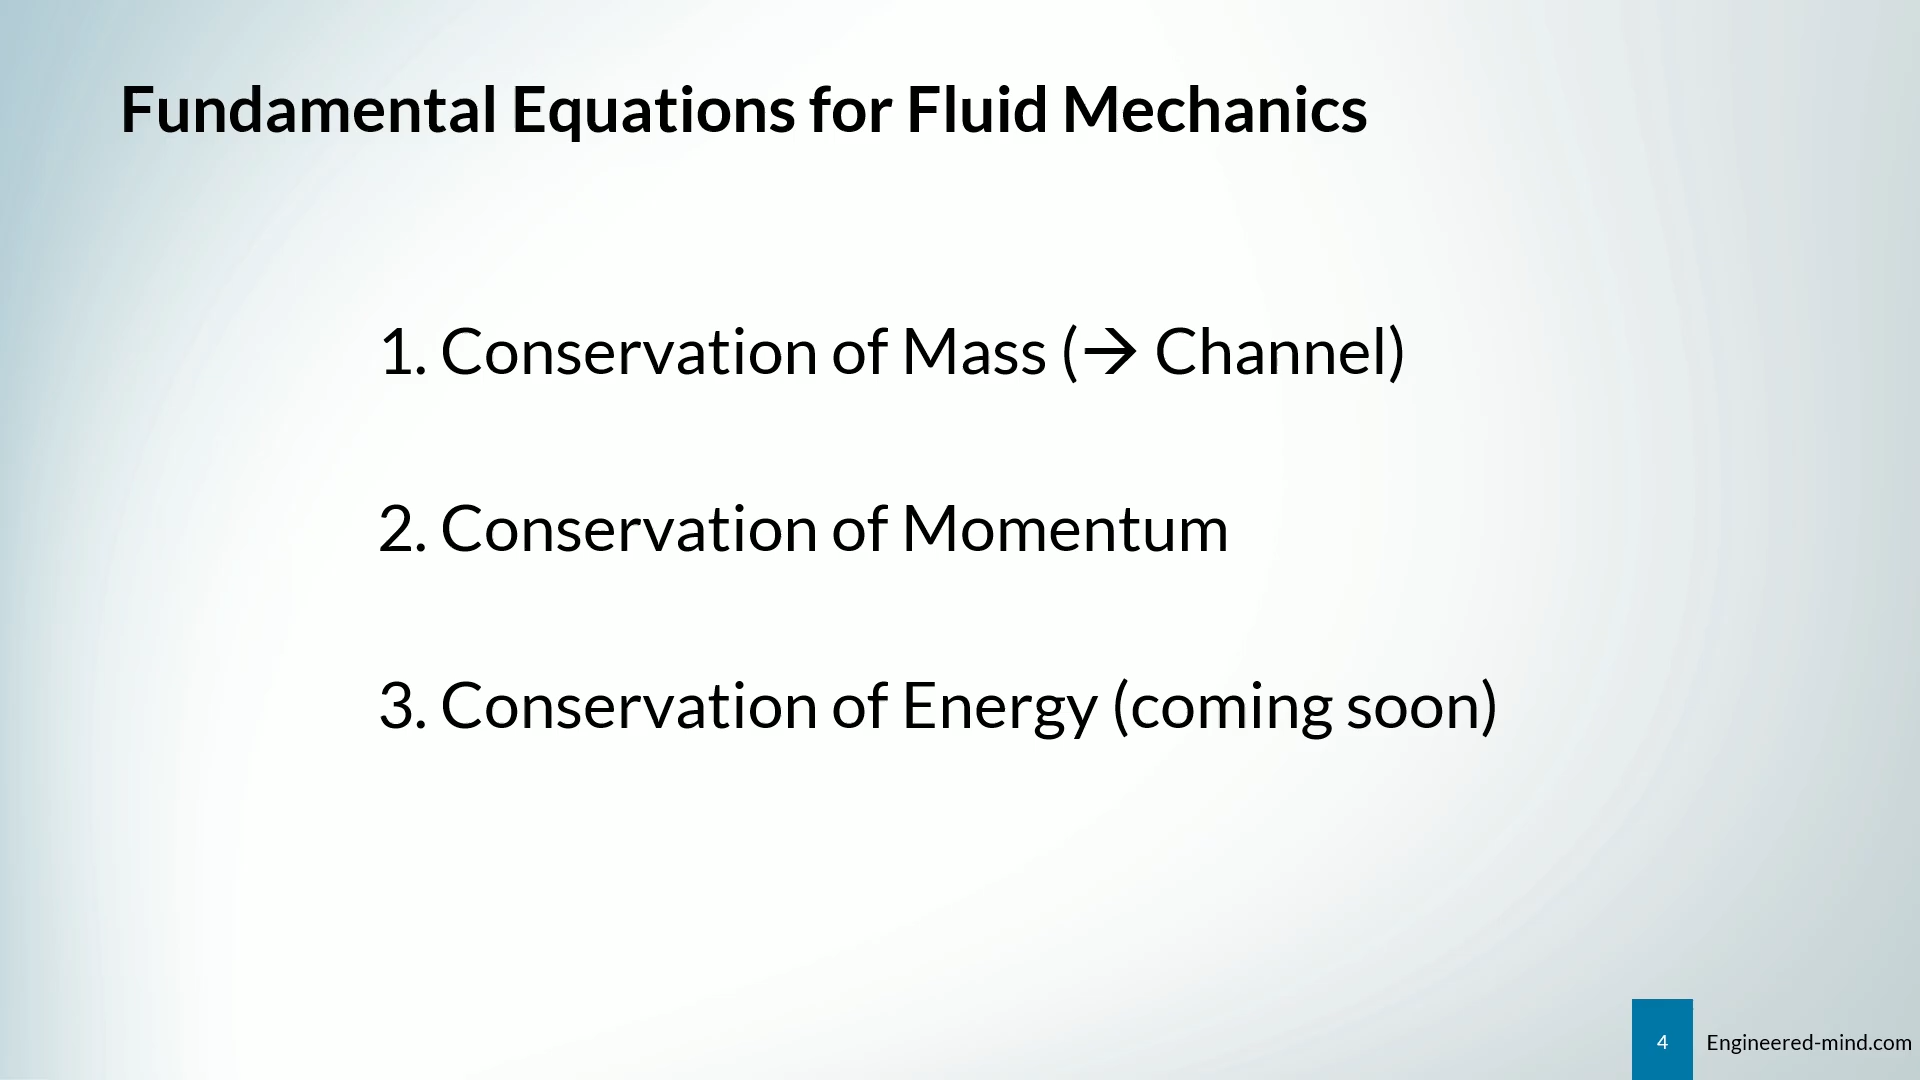 Fundamental Equations for Fluid Mechanics
1. Conservation of Mass (→ Channel)
2. Conservation of Momentum
3. Conservation of Energy (coming soon)
4
Engineered-mind.com